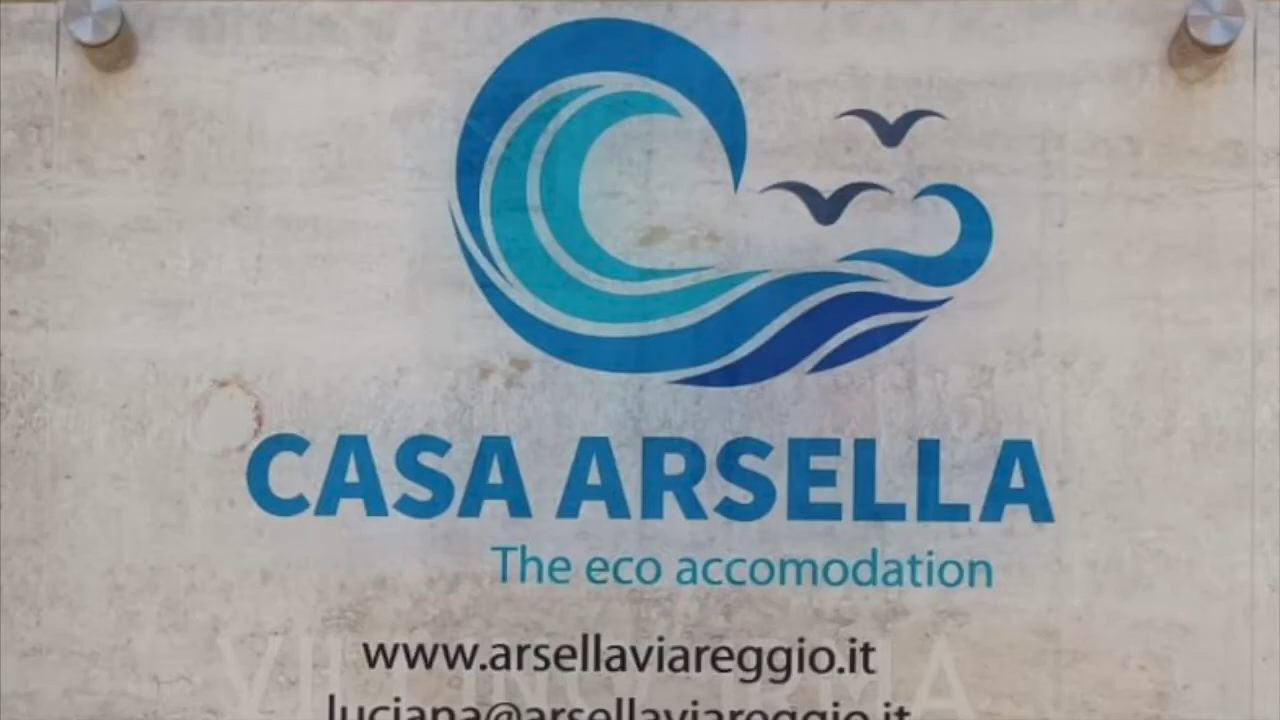 CASA ARSELLA
The eco accomodation
www.arsellaviareggio.it
luciana@arsellaviareggio.it